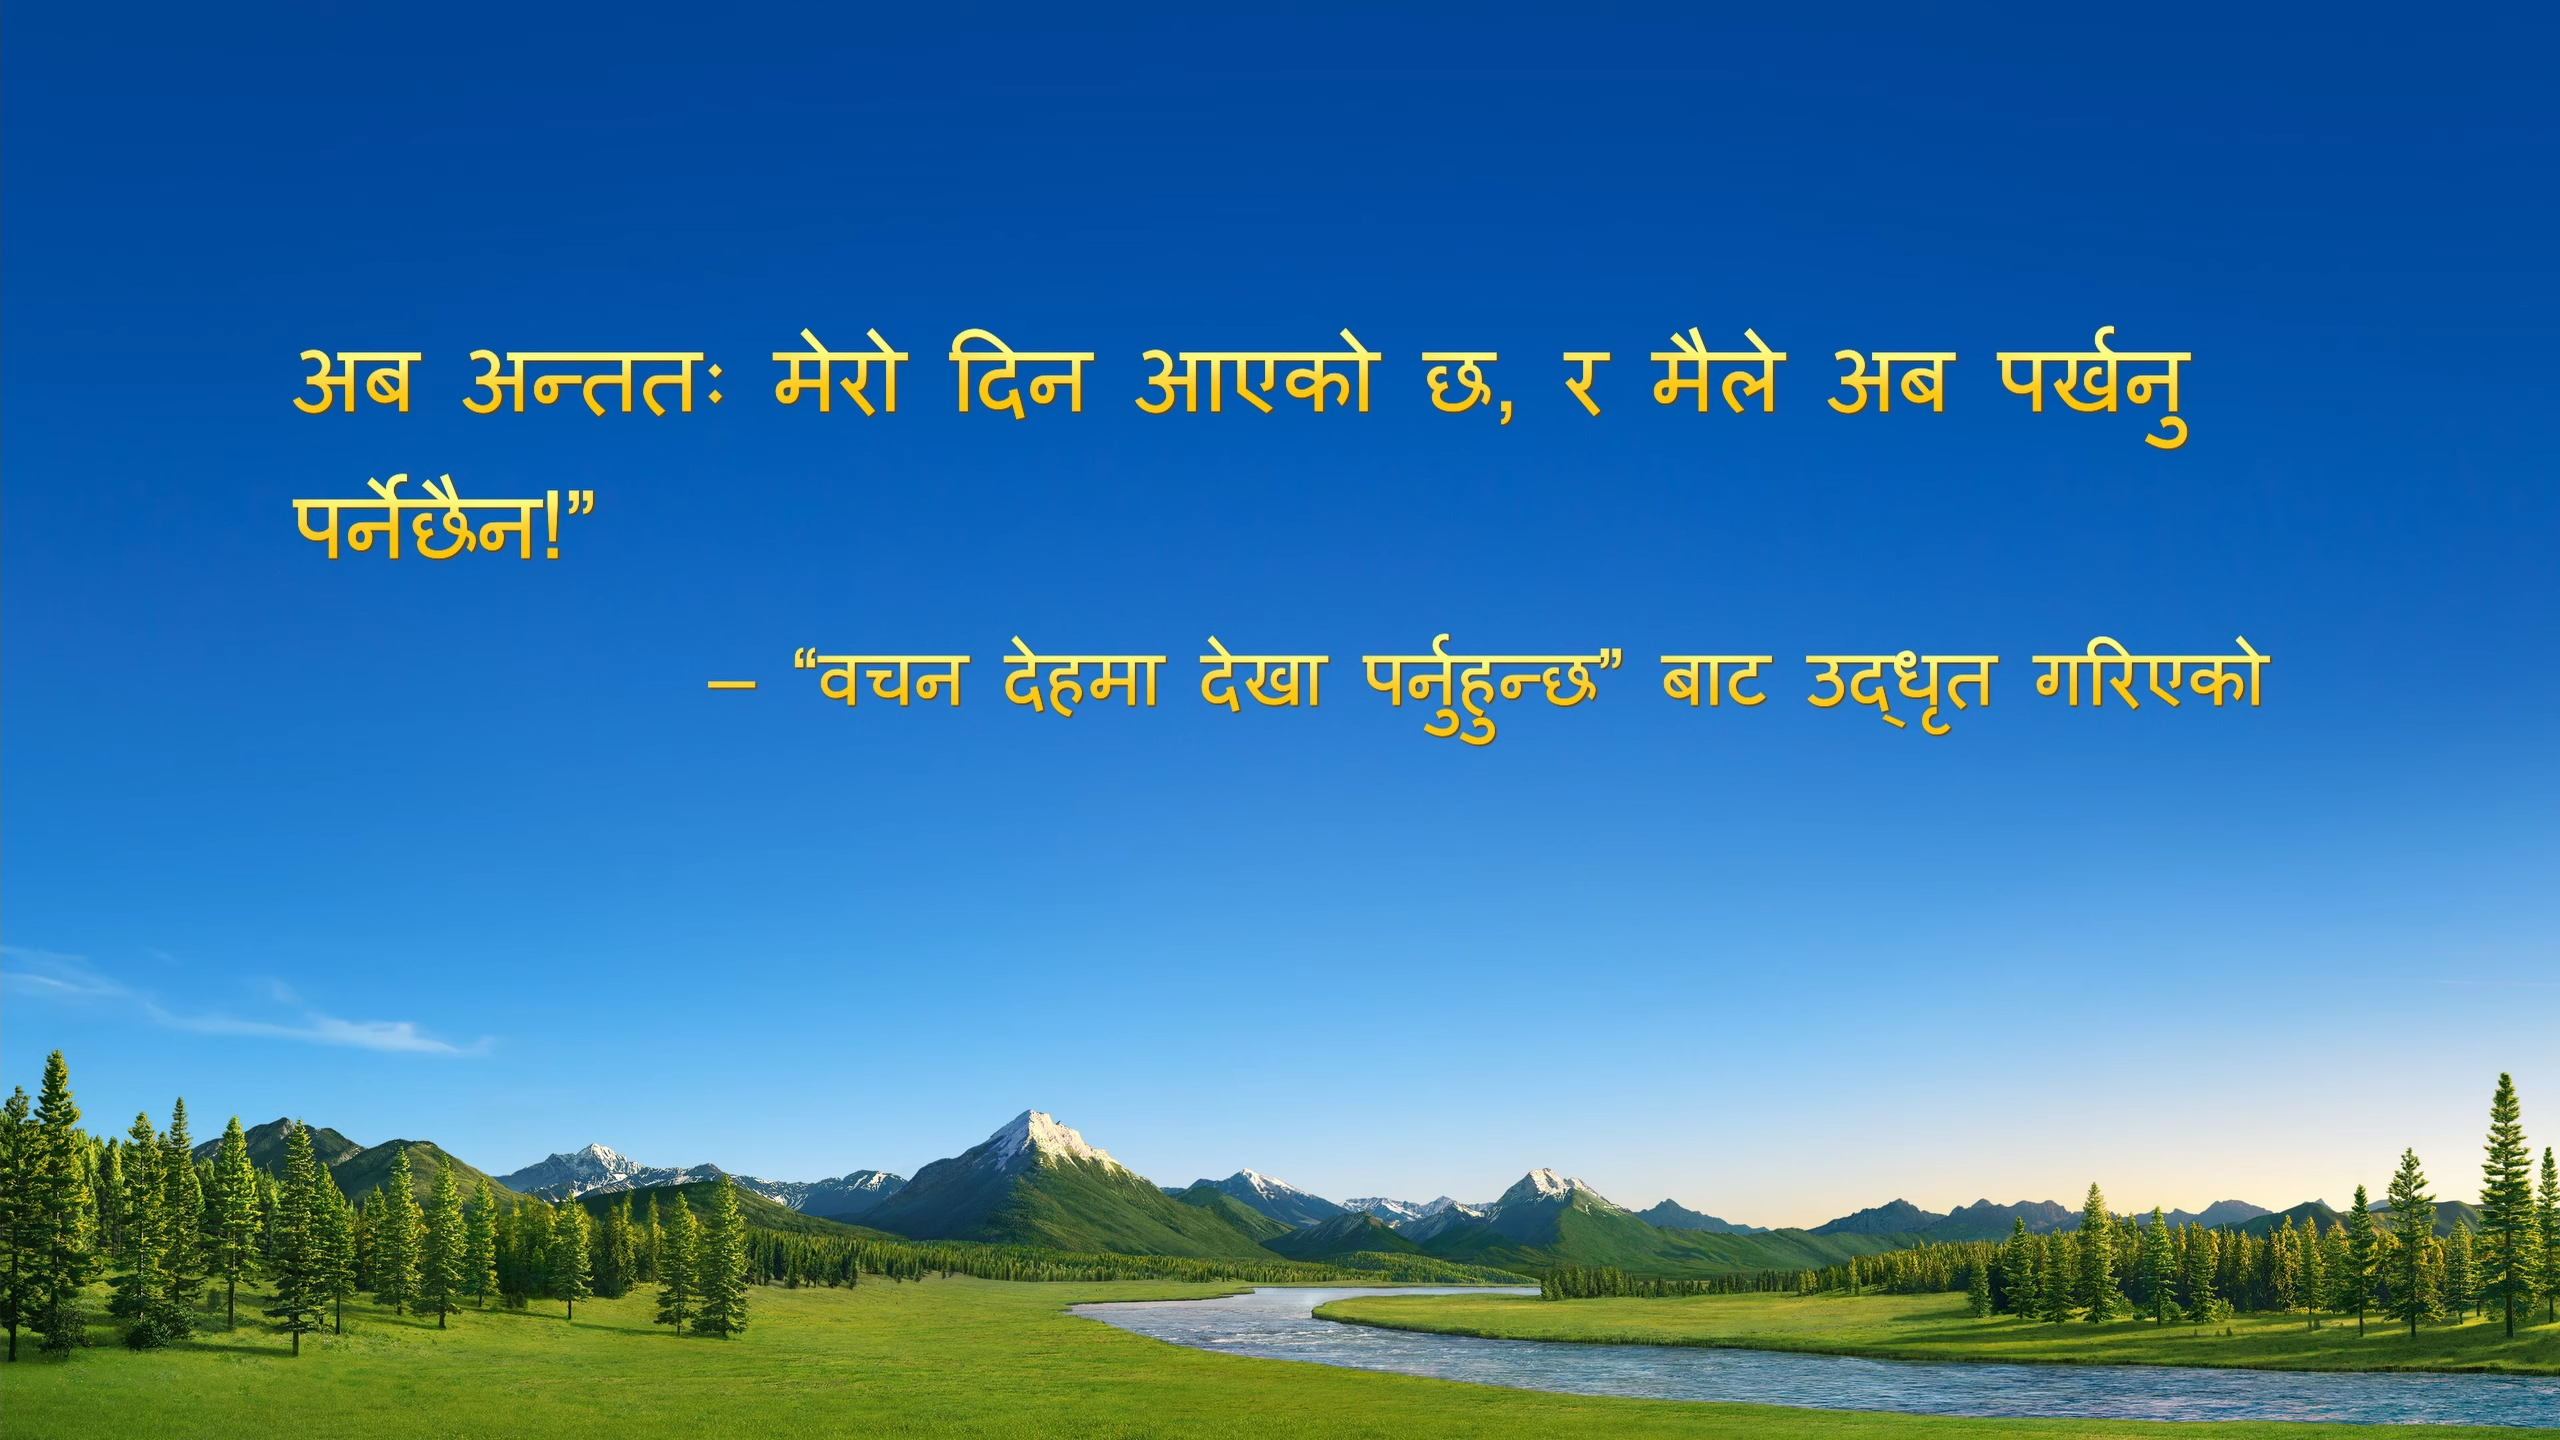 अब अन्ततः मेरो दिन आएको छ, र मैले अब पर्खनु
पर्नेछैन!”
– “वचन देहमा देखा पर्नुहुन्छ” बाट उद्‌धृत गरिएको